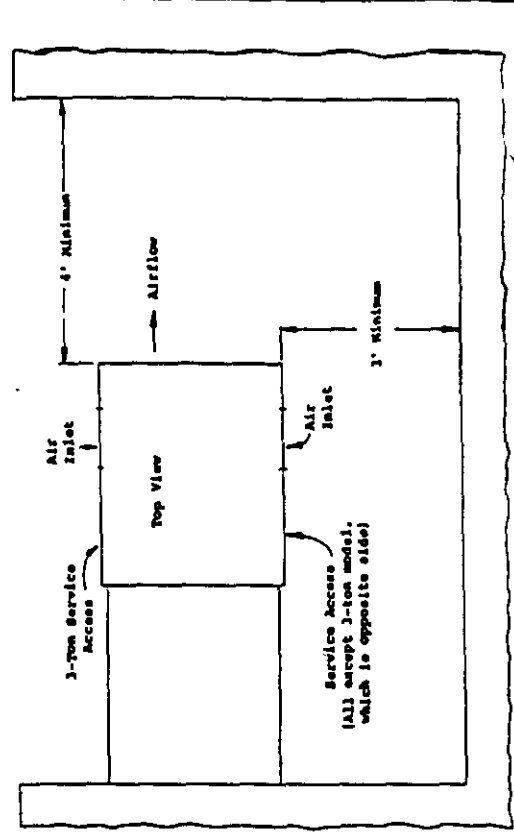 3-Ton Service
Access
Air
Inlet
Minimum
Top View
Airflow
Service Access
(All except 3-ton model,
which is opposite side)
Air
Inlet
3' Minimum